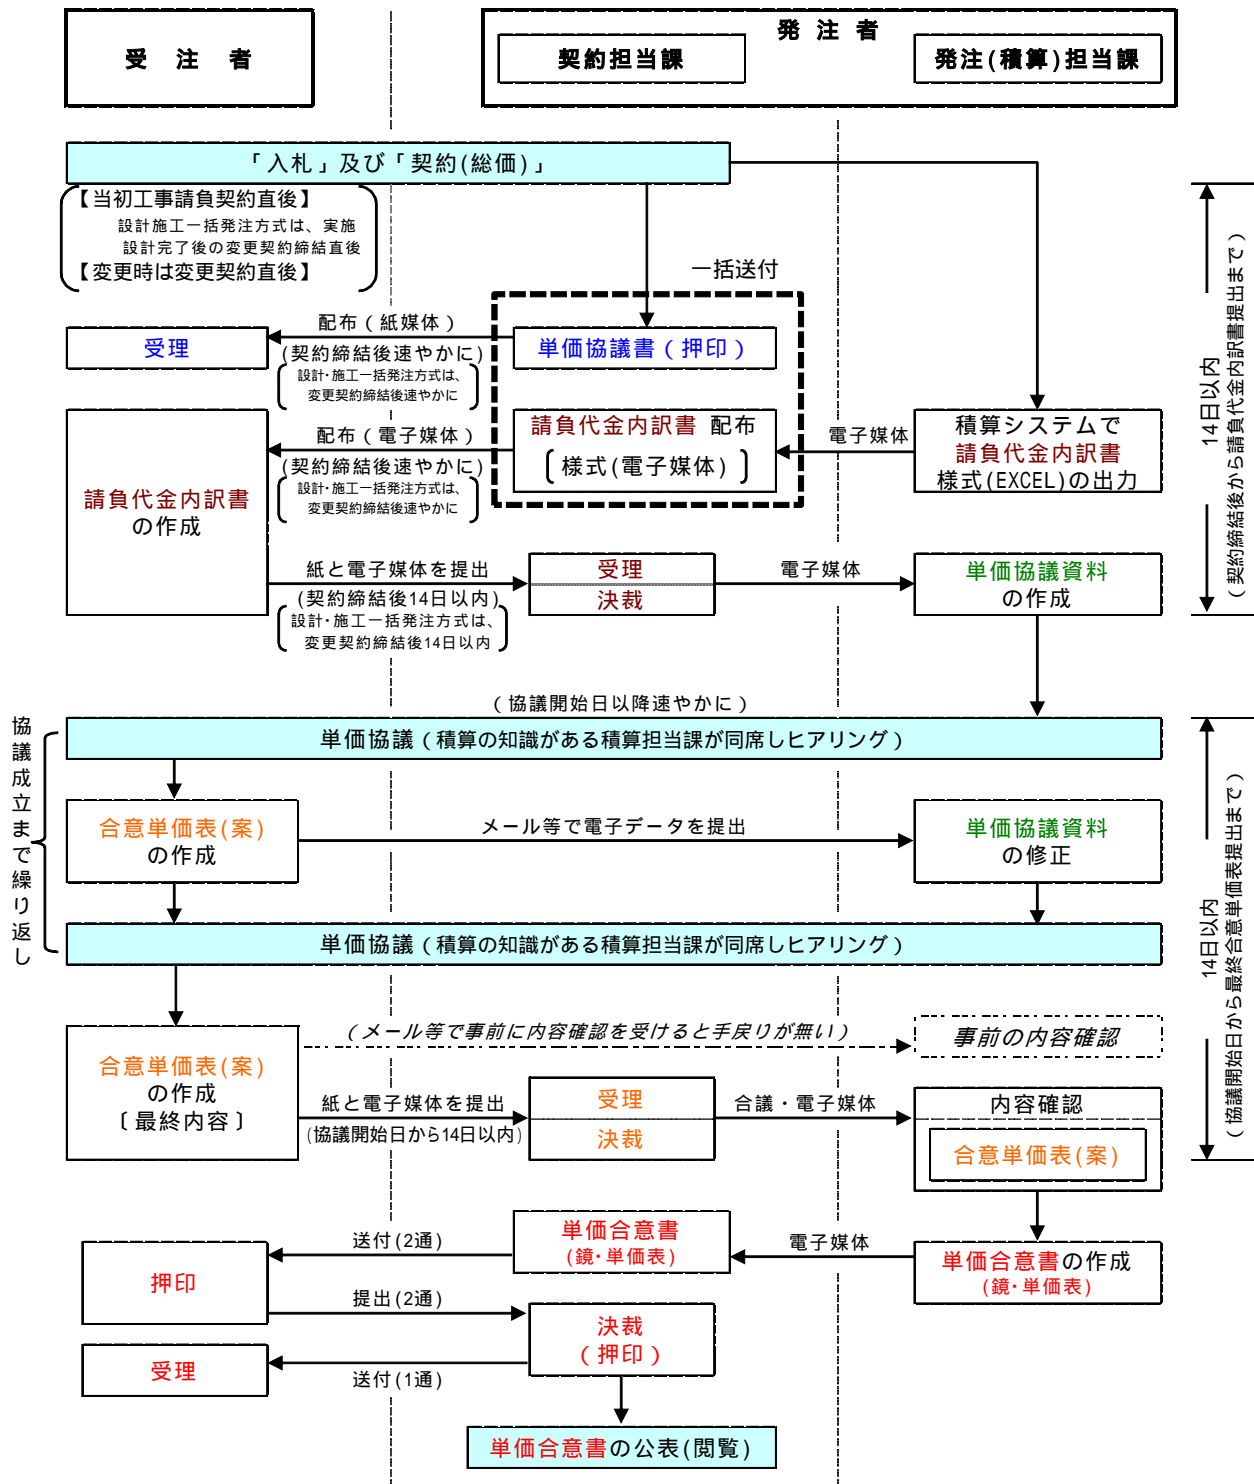 受 注 者
発 注 者
契約担当課
発注(積算)担当課
「入札」及び「契約(総価)」
【当初工事請負契約直後】
設計施工一括発注方式は、実施
設計完了後の変更契約締結直後
【変更時は変更契約直後】
一括送付
配布(紙媒体)
受理
(契約締結後速やかに)
設計・施工一括発注方式は、
変更契約締結後速やかに
単価協議書(押印)
配布(電子媒体)
(契約締結後速やかに)
設計・施工一括発注方式は、
変更契約締結後速やかに
請負代金内訳書 配布
様式(電子媒体)
電子媒体
積算システムで
請負代金内訳書
様式(EXCEL)の出力
請負代金内訳書
の作成
紙と電子媒体を提出
(契約締結後14日以内)
設計・施工一括発注方式は、
変更契約締結後14日以内
受理
決裁
電子媒体
単価協議資料
の作成
14日以内
(契約締結後から請負代金内訳書提出まで)
(協議開始日以降速やかに)
単価協議(積算の知識がある積算担当課が同席しヒアリング)
協議成立まで繰り返し
合意単価表(案)
の作成
メール等で電子データを提出
単価協議資料
の修正
単価協議(積算の知識がある積算担当課が同席しヒアリング)
14日以内
(協議開始日から最終合意単価表提出まで)
(メール等で事前に内容確認を受けると手戻りが無い)
事前の内容確認
合意単価表(案)
の作成
〔最終内容〕
紙と電子媒体を提出
(協議開始日から14日以内)
受理
決裁
合議・電子媒体
内容確認
合意単価表(案)
送付(2通)
単価合意書
(鏡・単価表)
電子媒体
単価合意書の作成
(鏡・単価表)
押印
提出(2通)
決裁
(押印)
受理
送付(1通)
単価合意書の公表(閲覧)